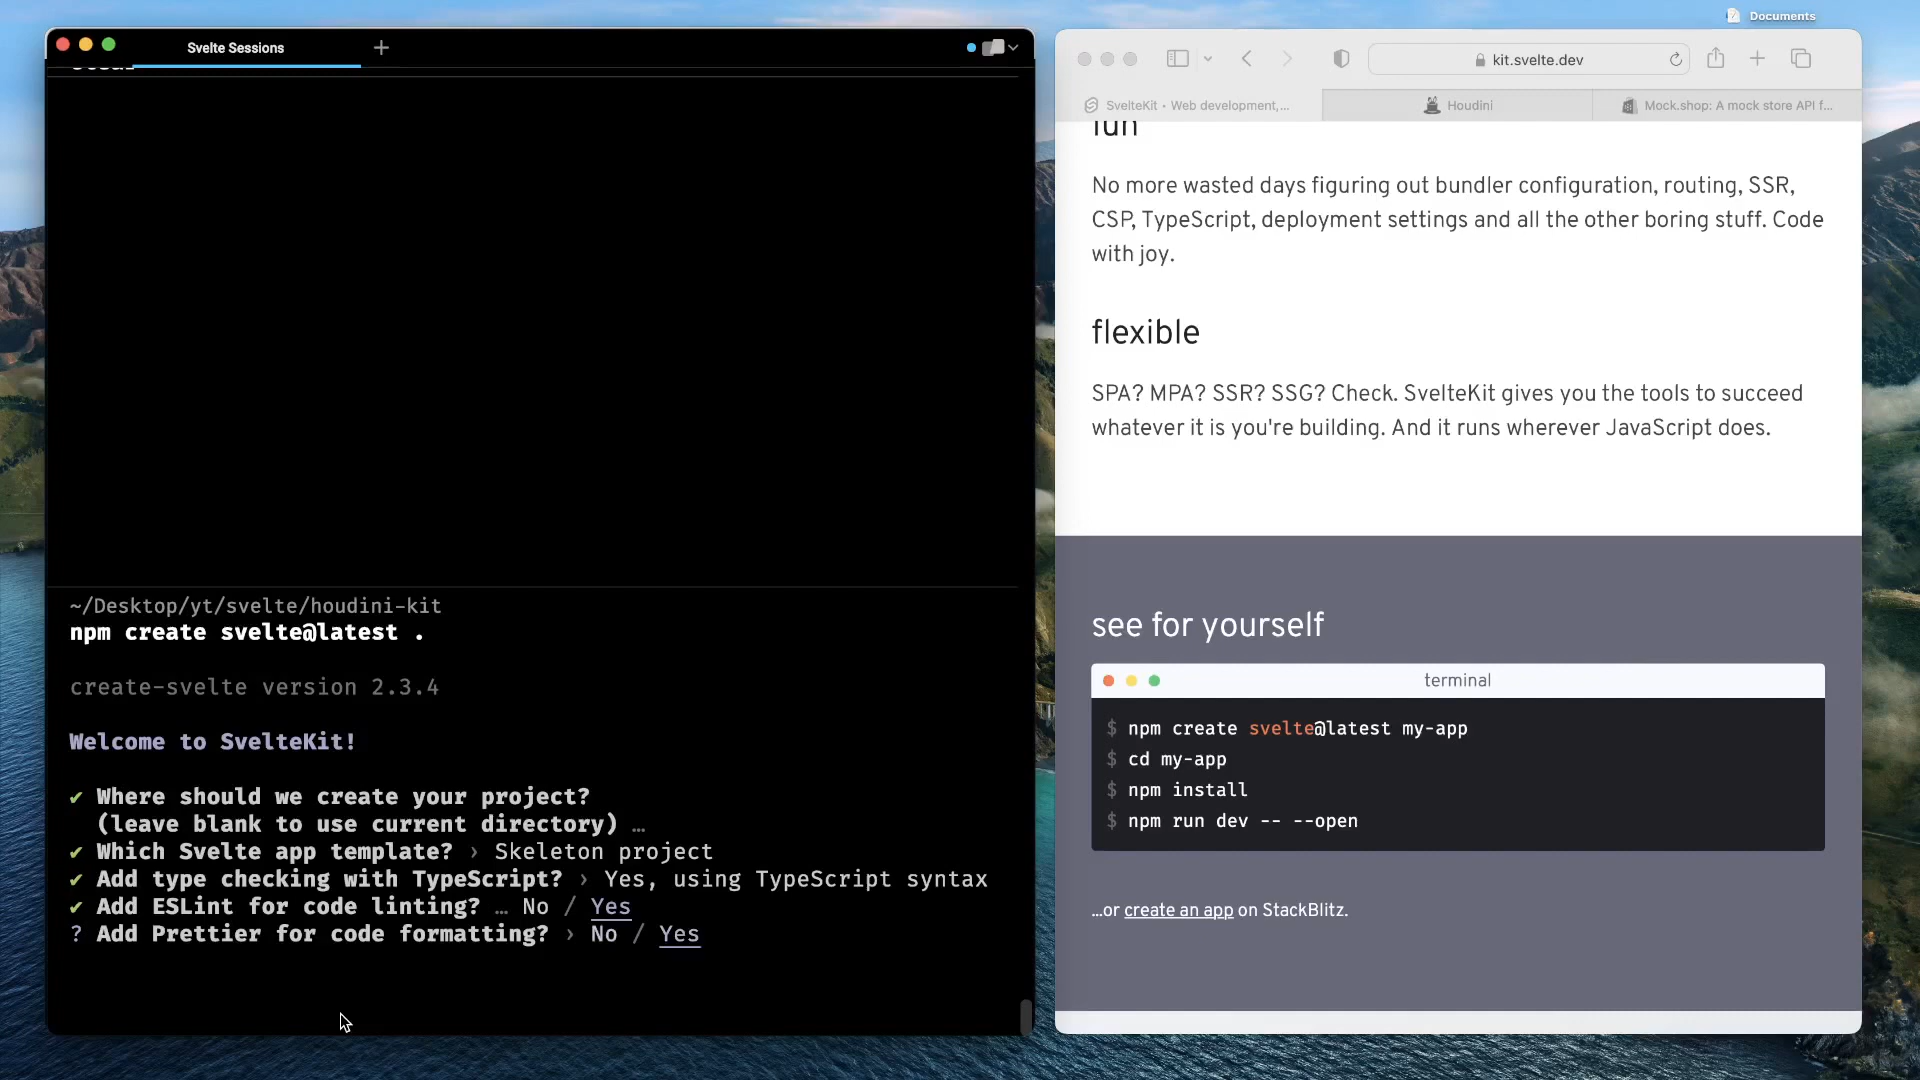 Documents
Svelte Sessions
~/Desktop/yt/svelte/houdini-kit
npm create svelte@latest .
create-svelte version 2.3.4
Welcome to SvelteKit!
✔ Where should we create your project?
(leave blank to use current directory) …
✔ Which Svelte app template? › Skeleton project
✔ Add type checking with TypeScript? › Yes, using TypeScript syntax
✔ Add ESLint for code linting? … No / Yes
? Add Prettier for code formatting? › No / Yes
kit.svelte.dev
SvelteKit • Web development,...
Houdini
Mock.shop: A mock store API f...
fun
No more wasted days figuring out bundler configuration, routing, SSR,
CSP, TypeScript, deployment settings and all the other boring stuff. Code
with joy.
flexible
SPA? MPA? SSR? SSG? Check. SvelteKit gives you the tools to succeed
whatever it is you're building. And it runs wherever JavaScript does.
see for yourself
terminal
$ npm create svelte@latest my-app
$ cd my-app
$ npm install
$ npm run dev -- --open
...or create an app on StackBlitz.